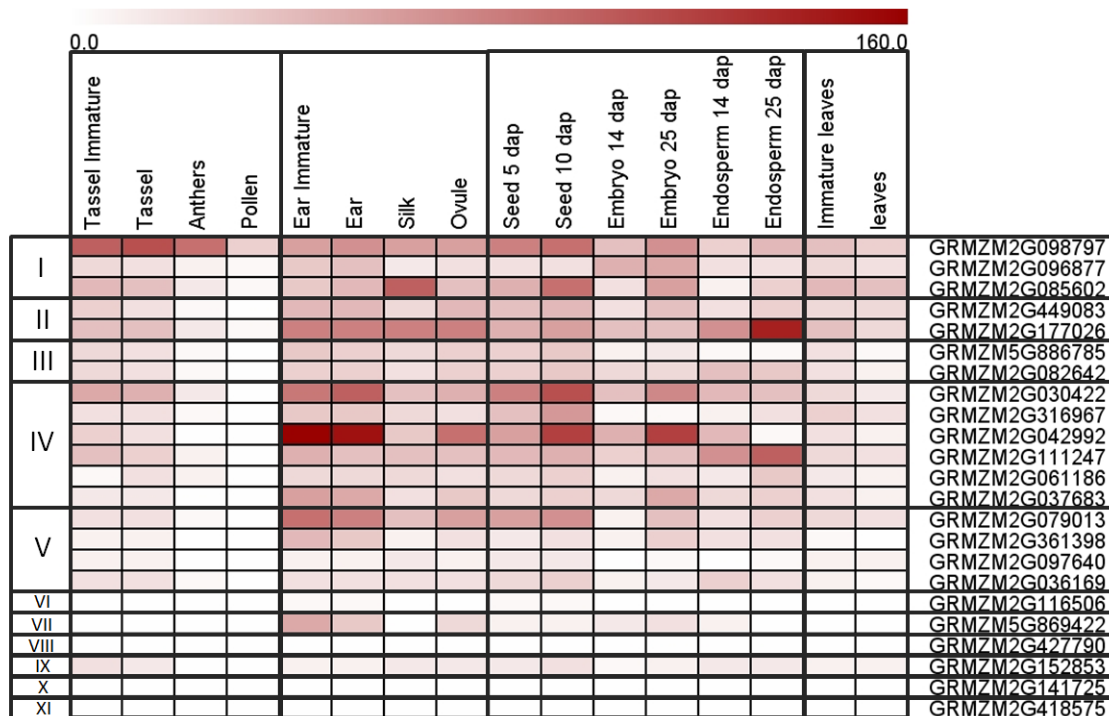 0.0 160.0
Tassel Immature
Tassel
Anthers
Pollen
Ear Immature
Ear
Silk
Ovule
Seed 5 dap
Seed 10 dap
Embryo 14 dap
Embryo 25 dap
Endosperm 14 dap
Endosperm 25 dap
Immature leaves
leaves
I
GRMZM2G098797
GRMZM2G096877
GRMZM2G085602
II
GRMZM2G449083
GRMZM2G177026
III
GRMZM5G886785
GRMZM2G082642
IV
GRMZM2G030422
GRMZM2G316967
GRMZM2G042992
GRMZM2G111247
GRMZM2G061186
GRMZM2G037683
V
GRMZM2G079013
GRMZM2G361398
GRMZM2G097640
GRMZM2G036169
VI GRMZM2G116506
VII GRMZM5G869422
VIII GRMZM2G427790
IX GRMZM2G152853
X GRMZM2G141725
XI GRMZM2G418575